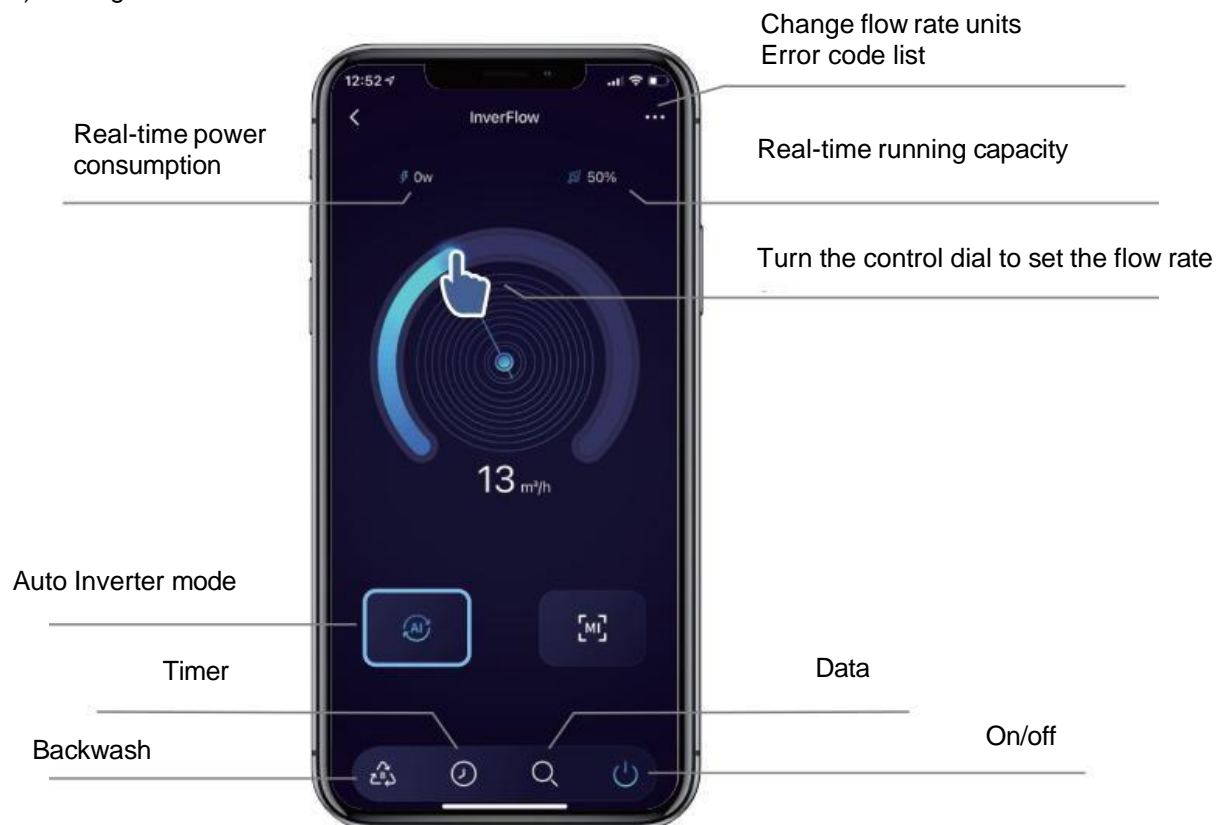 Change flow rate units
Error code list
12:52
InverFlow
Real-time power
consumption
Real-time running capacity
0w
50%
Turn the control dial to set the flow rate
13 m³/h
Auto Inverter mode
AI
MI
Timer
Data
Backwash
On/off
B